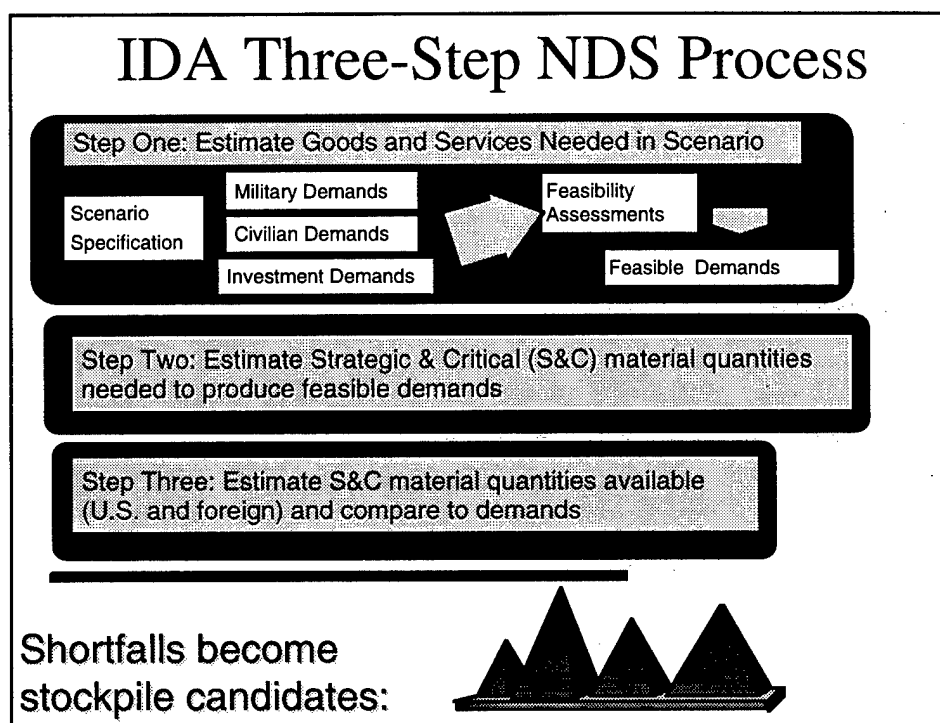 IDA Three-Step NDS Process
Step One: Estimate Goods and Services Needed in Scenario
Scenario
Specification
Military Demands
Civilian Demands
Investment Demands
Feasibility
Assessments
Feasible Demands
Step Two: Estimate Strategic & Critical (S&C) material quantities
needed to produce feasible demands
Step Three: Estimate S&C material quantities available
(U.S. and foreign) and compare to demands
Shortfalls become
stockpile candidates: